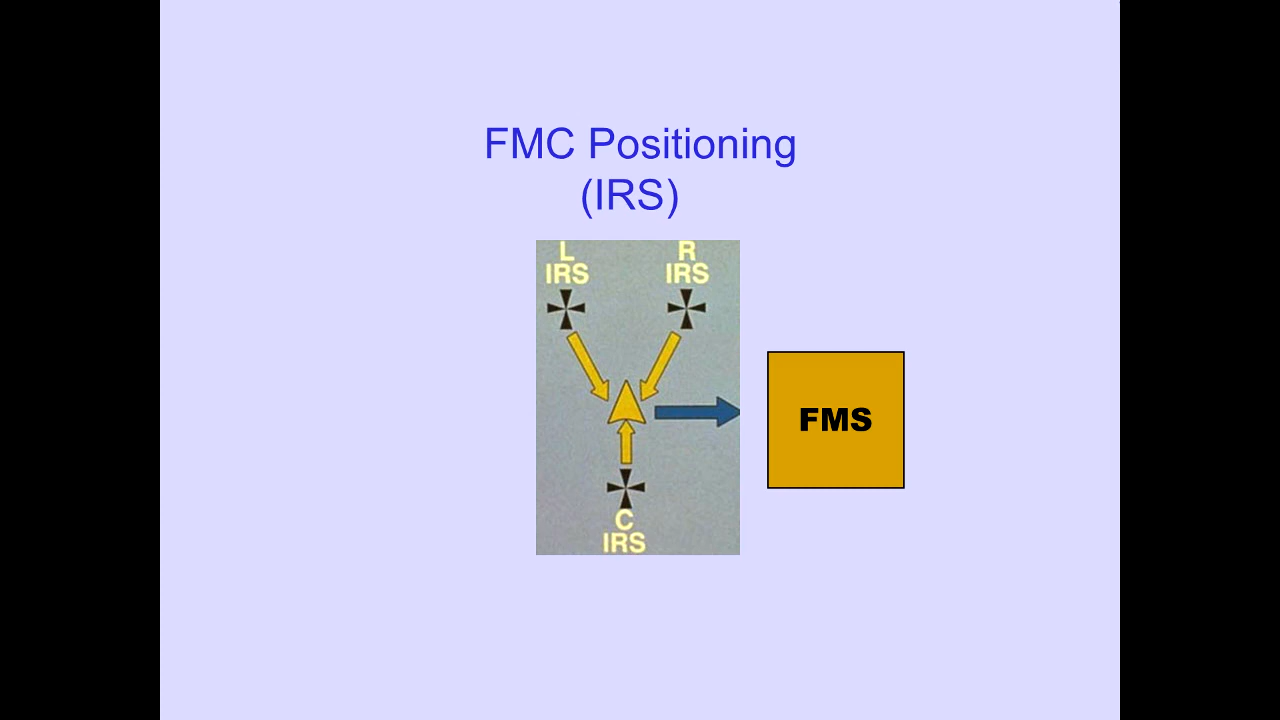 FMC Positioning
(IRS)
L
IRS
R
IRS
FMS
C
IRS